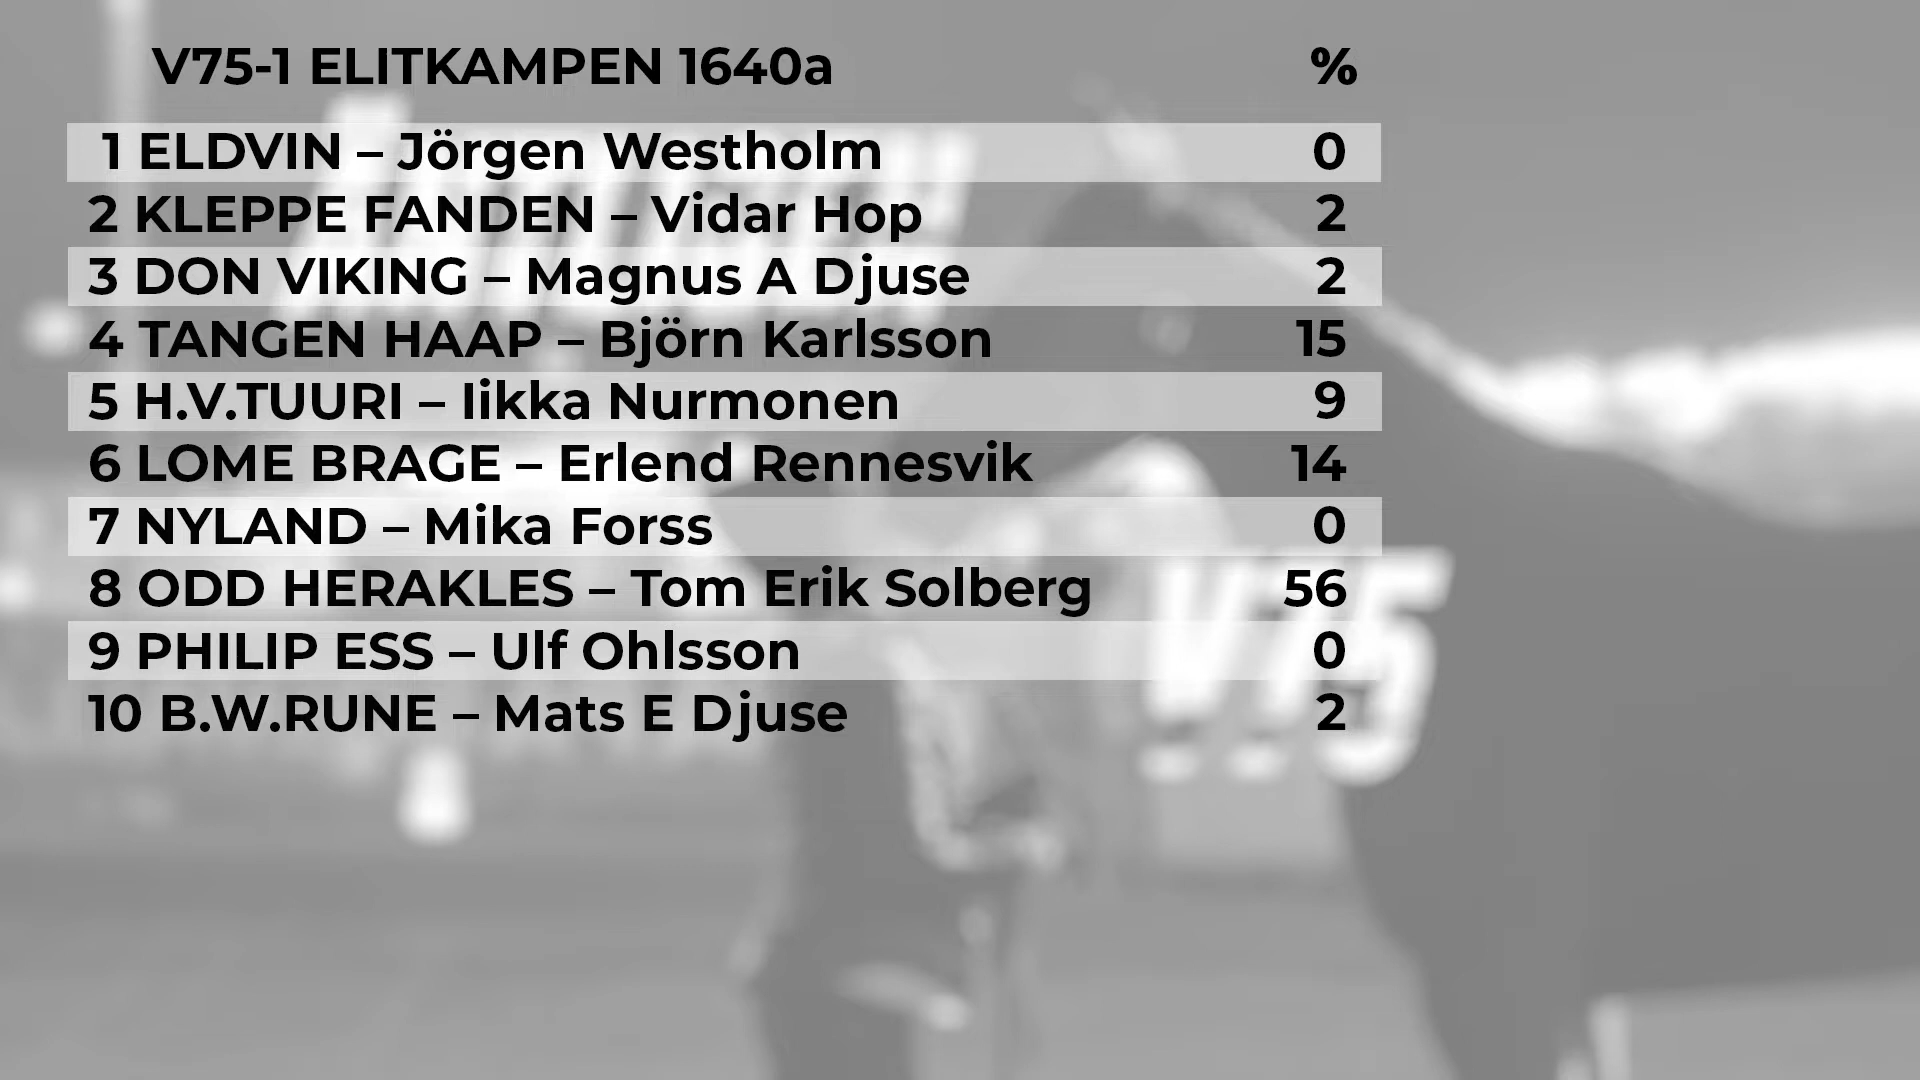 V75-1 ELITKAMPEN 1640a %
1 ELDVIN – Jörgen Westholm 0
2 KLEPPE FANDEN – Vidar Hop 2
3 DON VIKING – Magnus A Djuse 2
4 TANGEN HAAP – Björn Karlsson 15
5 H.V.TUURI – Iikka Nurmonen 9
6 LOME BRAGE – Erlend Rennesvik 14
7 NYLAND – Mika Forss 0
8 ODD HERAKLES – Tom Erik Solberg 56
9 PHILIP ESS – Ulf Ohlsson 0
10 B.W.RUNE – Mats E Djuse 2
V75